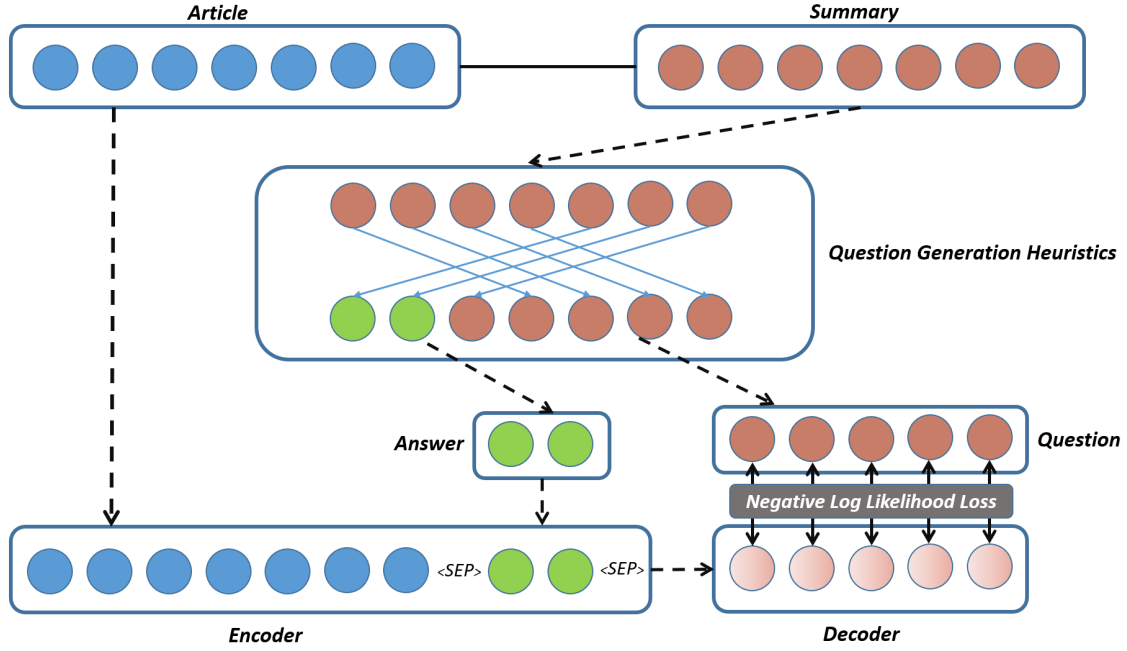 Article
Summary
Question Generation Heuristics
Answer
Question
Negative Log Likelihood Loss
<SEP>
<SEP>
Encoder
Decoder